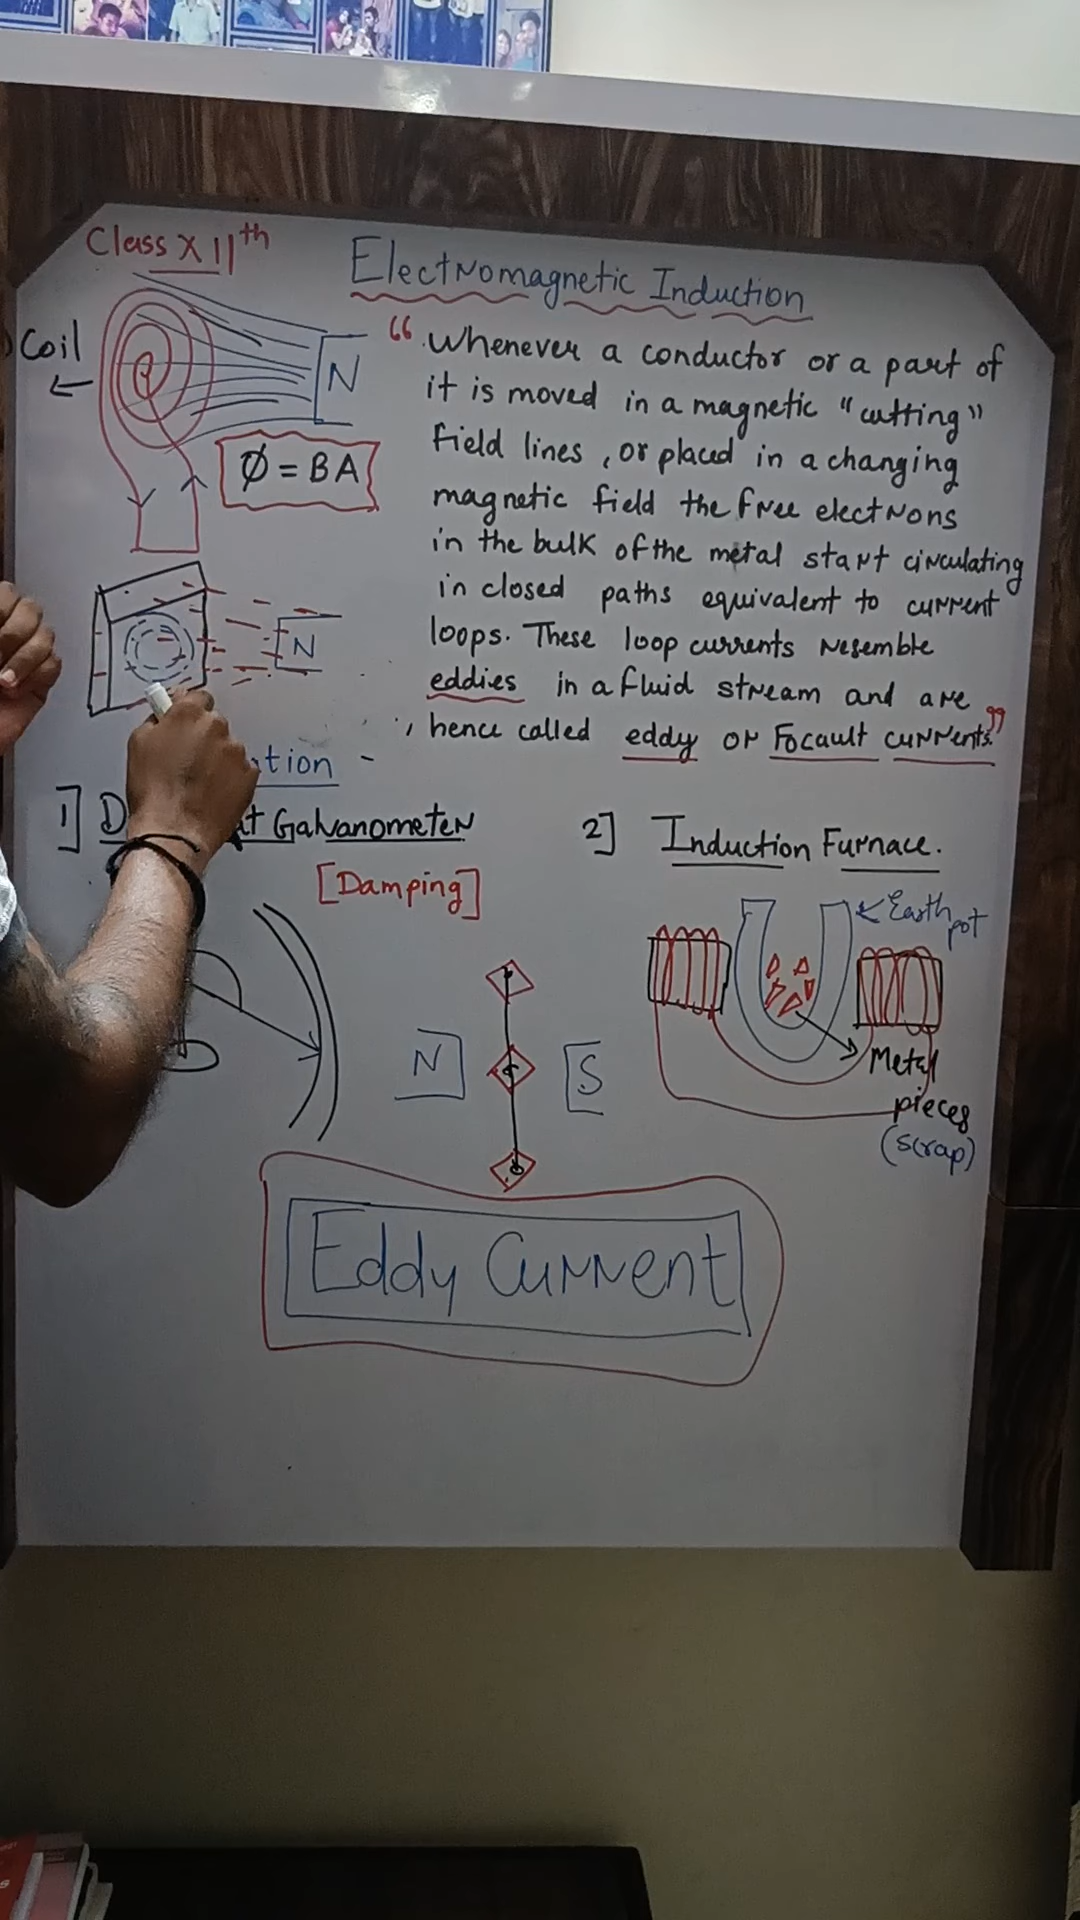 Class XIIth
Electromagnetic Induction
Coil
N
Ø = BA
“ Whenever a conductor or a part of
it is moved in a magnetic "cutting"
field lines , or placed in a changing
magnetic field the free electrons
in the bulk of the metal start circulating
in closed paths equivalent to current
loops. These loop currents resemble
eddies in a fluid stream and are
hence called eddy or Focault currents.”
N
1] Galvanometer
[Damping]
N
S
2] Induction Furnace.
Earth
pot
Metal
pieces
(scrap)
Eddy Current